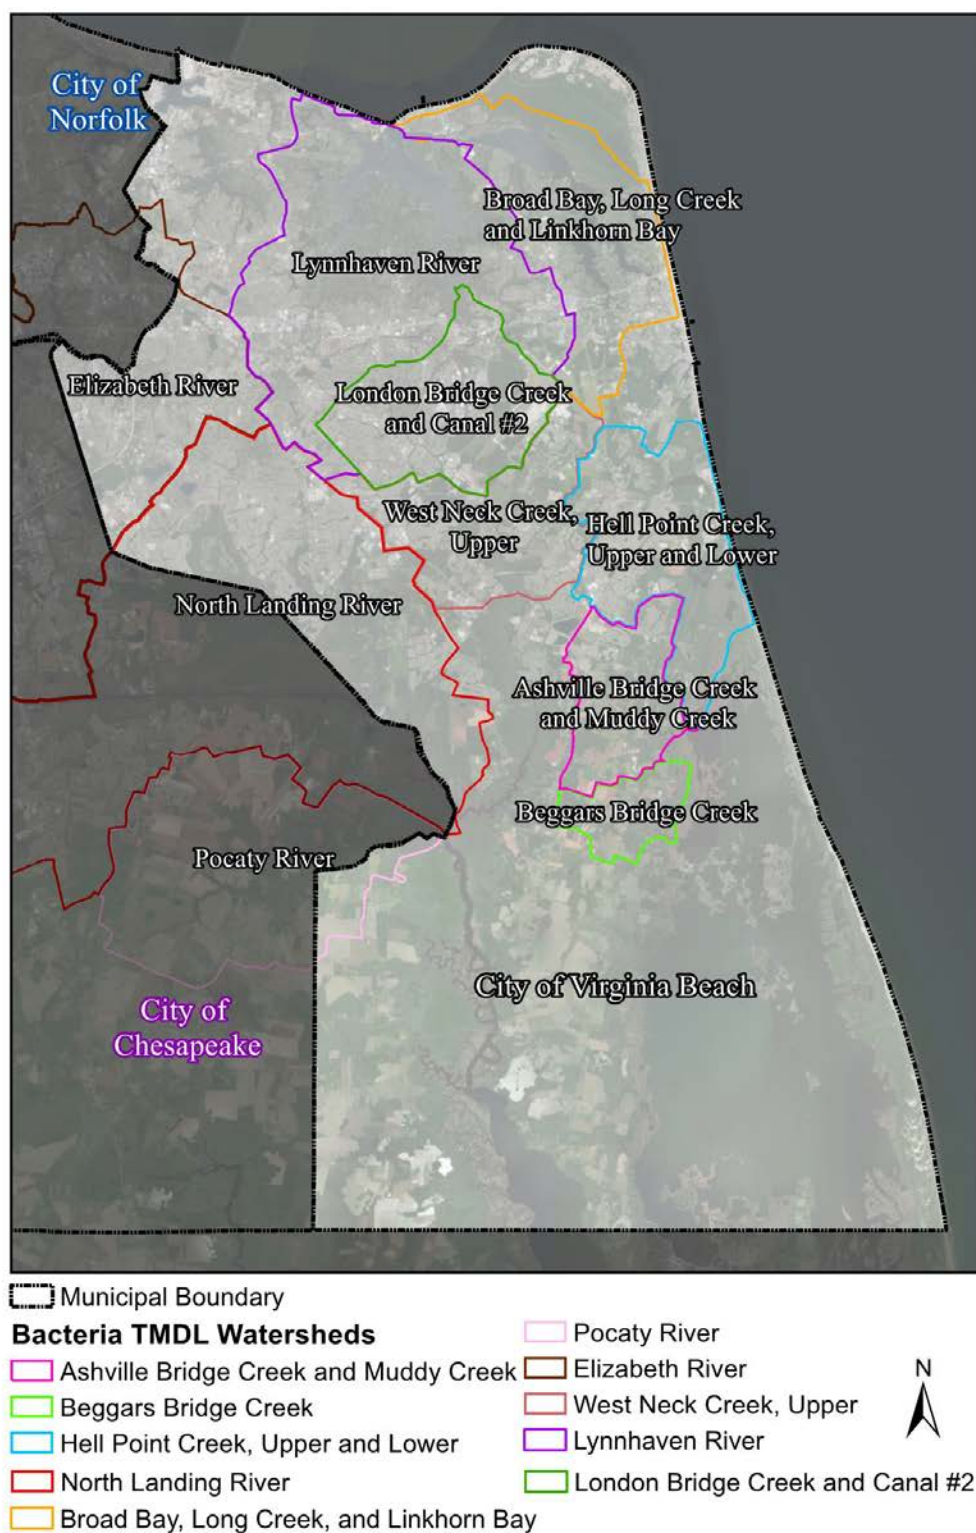 City of
Norfolk
Broad Bay, Long Creek
and Linkhorn Bay
Lynnhaven River
Elizabeth River
London Bridge Creek
and Canal #2
West Neck Creek,
Upper
Hell Point Creek,
Upper and Lower
North Landing River
Ashville Bridge Creek
and Muddy Creek
Beggars Bridge Creek
Pocaty River
City of Virginia Beach
City of
Chesapeake
Municipal Boundary
Bacteria TMDL Watersheds
Ashville Bridge Creek and Muddy Creek
Beggars Bridge Creek
Hell Point Creek, Upper and Lower
North Landing River
Broad Bay, Long Creek, and Linkhorn Bay
Pocaty River
Elizabeth River
West Neck Creek, Upper
Lynnhaven River
London Bridge Creek and Canal #2
N